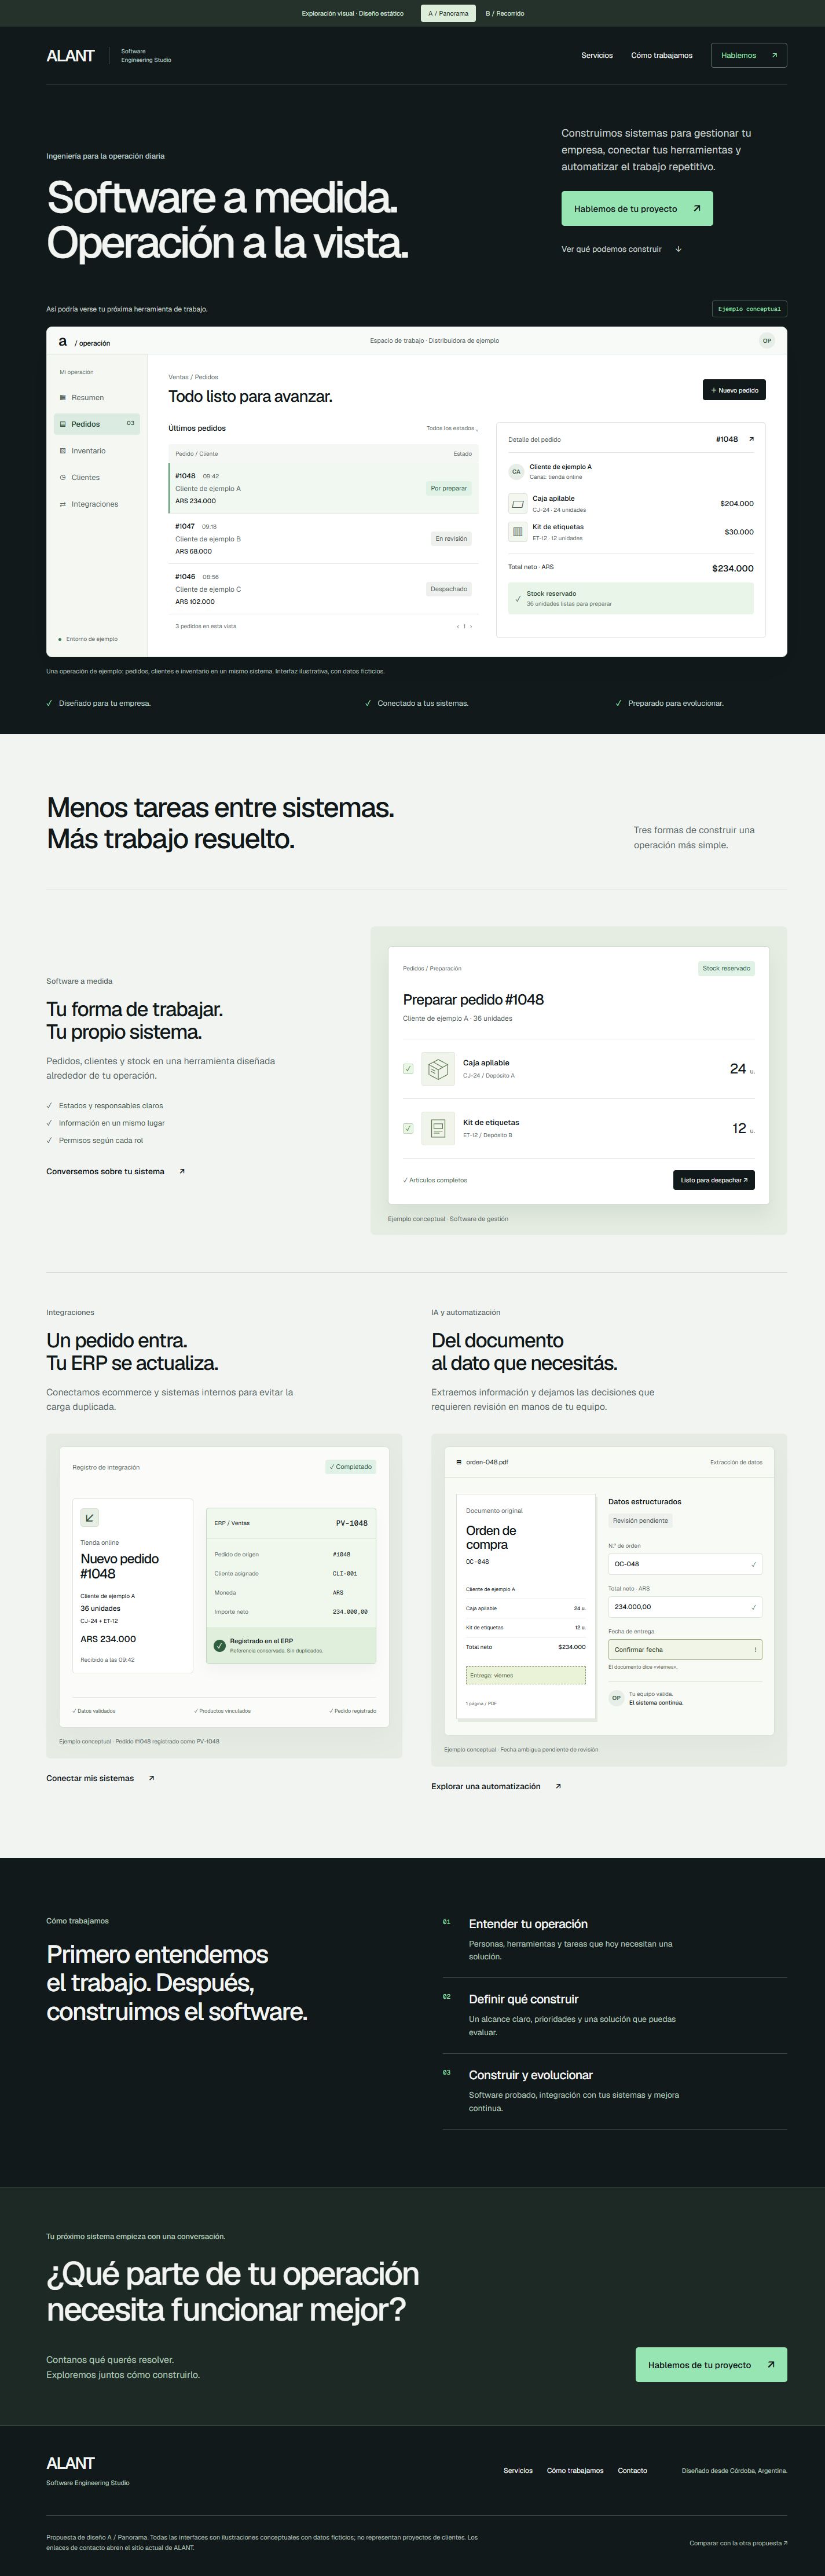 Exploración visual · Diseño estático
A / Panorama
B / Recorrido
ALANT
Software
Engineering Studio
Servicios
Cómo trabajamos
Hablemos ↗
Ingeniería para la operación diaria
Software a medida.
Operación a la vista.
Construimos sistemas para gestionar tu
empresa, conectar tus herramientas y
automatizar el trabajo repetitivo.
Hablemos de tu proyecto ↗
Ver qué podemos construir ↓
Así podría verse tu próxima herramienta de trabajo.
Ejemplo conceptual
a / operación
Espacio de trabajo · Distribuidora de ejemplo
OP
Mi operación
Resumen
Pedidos 03
Inventario
Clientes
Integraciones
Entorno de ejemplo
Ventas / Pedidos
Todo listo para avanzar.
+ Nuevo pedido
Últimos pedidos
Todos los estados
Pedido / Cliente
Estado
#1048 09:42
Cliente de ejemplo A
ARS 234.000
Por preparar
#1047 09:18
Cliente de ejemplo B
ARS 68.000
En revisión
#1046 08:56
Cliente de ejemplo C
ARS 102.000
Despachado
3 pedidos en esta vista
‹ 1 ›
Detalle del pedido
#1048 ↗
CA
Cliente de ejemplo A
Canal: tienda online
Caja apilable
CJ-24 · 24 unidades
$204.000
Kit de etiquetas
ET-12 · 12 unidades
$30.000
Total neto · ARS
$234.000
✓ Stock reservado
36 unidades listas para preparar
Una operación de ejemplo: pedidos, clientes e inventario en un mismo sistema. Interfaz ilustrativa, con datos ficticios.
✓ Diseñado para tu empresa.
✓ Conectado a tus sistemas.
✓ Preparado para evolucionar.
Menos tareas entre sistemas.
Más trabajo resuelto.
Tres formas de construir una
operación más simple.
Software a medida
Tu forma de trabajar.
Tu propio sistema.
Pedidos, clientes y stock en una herramienta diseñada
alrededor de tu operación.
✓ Estados y responsables claros
✓ Información en un mismo lugar
✓ Permisos según cada rol
Conversemos sobre tu sistema ↗
Pedidos / Preparación
Stock reservado
Preparar pedido #1048
Cliente de ejemplo A · 36 unidades
Caja apilable
CJ-24 / Depósito A
24 u.
Kit de etiquetas
ET-12 / Depósito B
12 u.
✓ Artículos completos
Listo para despachar ↗
Ejemplo conceptual · Software de gestión
Integraciones
Un pedido entra.
Tu ERP se actualiza.
Conectamos ecommerce y sistemas internos para evitar la
carga duplicada.
Registro de integración
✓ Completado
Tienda online
Nuevo pedido
#1048
Cliente de ejemplo A
36 unidades
CJ-24 + ET-12
ARS 234.000
Recibido a las 09:42
ERP / Ventas
PV-1048
Pedido de origen
#1048
Cliente asignado
CLI-001
Moneda
ARS
Importe neto
234.000,00
✓ Registrado en el ERP
Referencia conservada. Sin duplicados.
✓ Datos validados
✓ Productos vinculados
✓ Pedido registrado
Ejemplo conceptual · Pedido #1048 registrado como PV-1048
Conectar mis sistemas ↗
IA y automatización
Del documento
al dato que necesitás.
Extraemos información y dejamos las decisiones que
requieren revisión en manos de tu equipo.
orden-048.pdf
Extracción de datos
Documento original
Orden de
compra
OC-048
Cliente de ejemplo A
Caja apilable
24 u.
Kit de etiquetas
12 u.
Total neto
$234.000
Entrega: viernes
1 página / PDF
Datos estructurados
Revisión pendiente
N.º de orden
OC-048 ✓
Total neto · ARS
234.000,00 ✓
Fecha de entrega
Confirmar fecha !
El documento dice «viernes».
OP
Tu equipo valida.
El sistema continúa.
Ejemplo conceptual · Fecha ambigua pendiente de revisión
Explorar una automatización ↗
Cómo trabajamos
Primero entendemos
el trabajo. Después,
construimos el software.
01
Entender tu operación
Personas, herramientas y tareas que hoy necesitan una
solución.
02
Definir qué construir
Un alcance claro, prioridades y una solución que puedas
evaluar.
03
Construir y evolucionar
Software probado, integración con tus sistemas y mejora
continua.
Tu próximo sistema empieza con una conversación.
¿Qué parte de tu operación
necesita funcionar mejor?
Contanos qué querés resolver.
Exploremos juntos cómo construirlo.
Hablemos de tu proyecto ↗
ALANT
Software Engineering Studio
Servicios
Cómo trabajamos
Contacto
Diseñado desde Córdoba, Argentina.
Propuesta de diseño A / Panorama. Todas las interfaces son ilustraciones conceptuales con datos ficticios; no representan proyectos de clientes. Los
enlaces de contacto abren el sitio actual de ALANT.
Comparar con la otra propuesta ↗